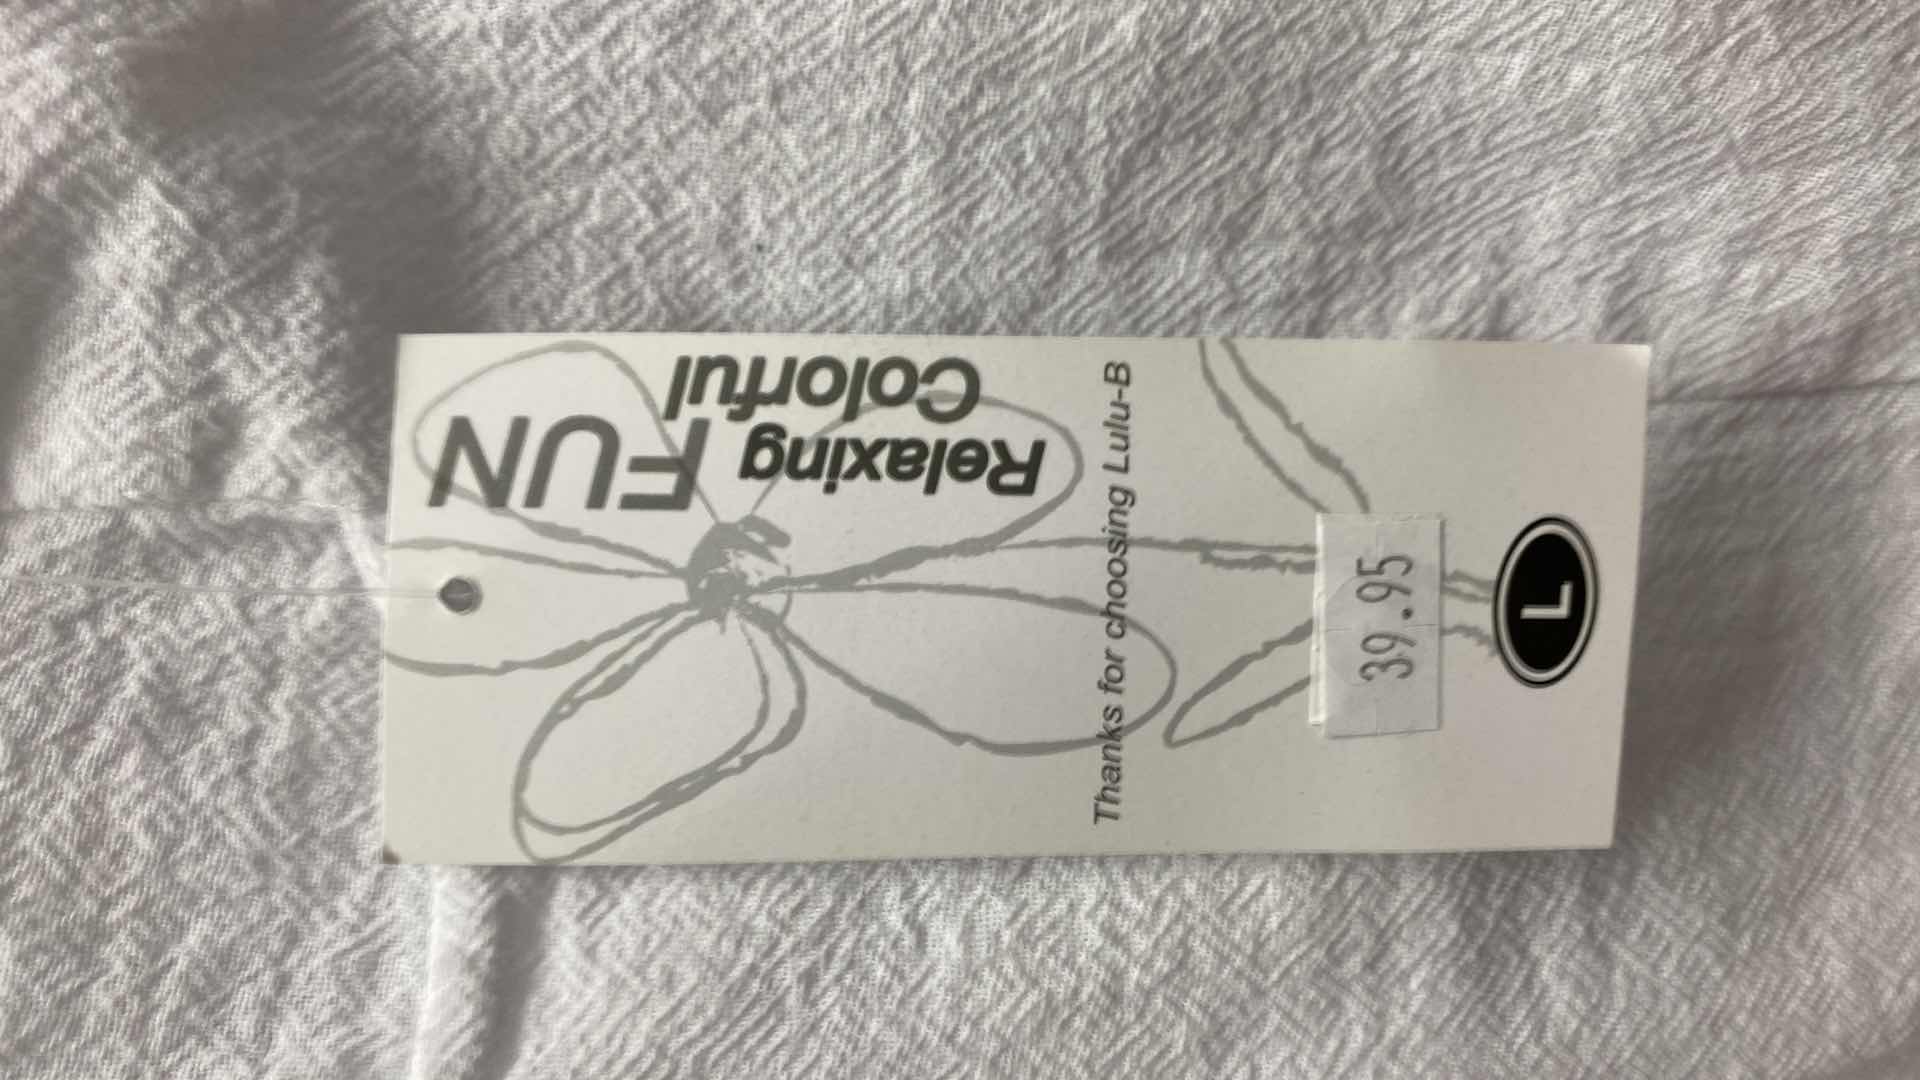 Colorful
Relaxing FUN
Thanks for choosing Lulu-B
39.95
L